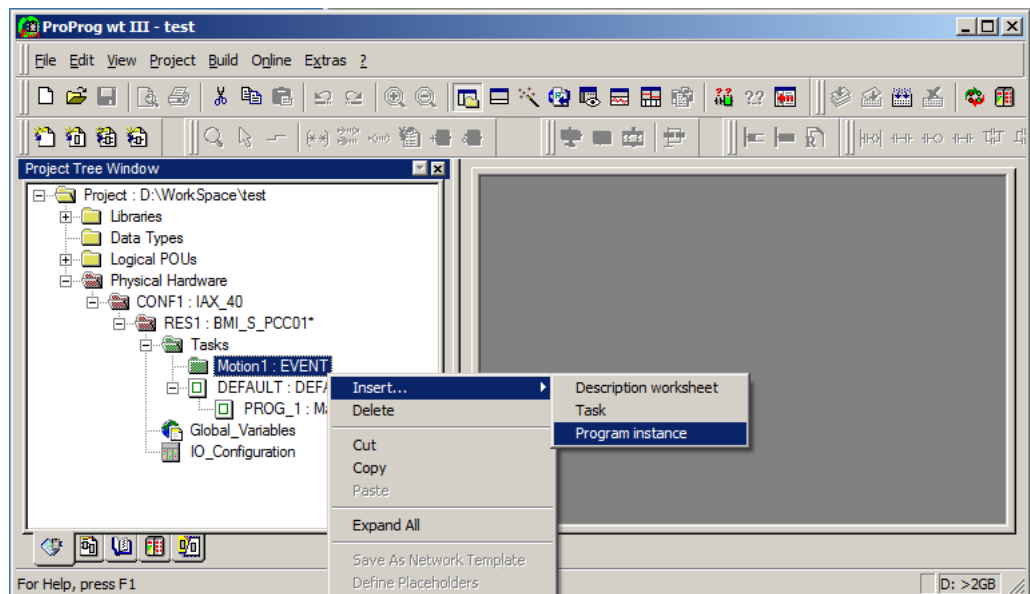 ProProg wt III - test
File Edit View Project Build Online Extras ?
Project Tree Window
Project : D:\WorkSpace\test
Libraries
Data Types
Logical POUs
Physical Hardware
CONF1 : IAX_40
RES1 : BMI_S_PCC01*
Tasks
Motion1 : EVENT
DEFAULT : DEFA
PROG_1 : Ma
Global_Variables
IO_Configuration
Insert...
Delete
Cut
Copy
Paste
Expand All
Save As Network Template
Define Placeholders
Description worksheet
Task
Program instance
For Help, press F1
D: >2GB